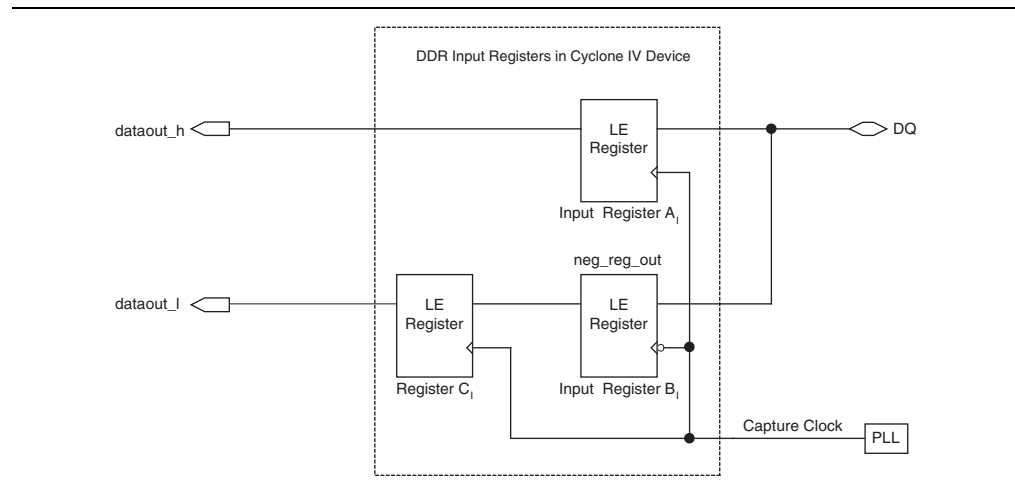 DDR Input Registers in Cyclone IV Device
dataout_h
LE
Register
DQ
Input Register A_I
neg_reg_out
dataout_l
LE
Register
LE
Register
Register C_I
Input Register B_I
Capture Clock
PLL